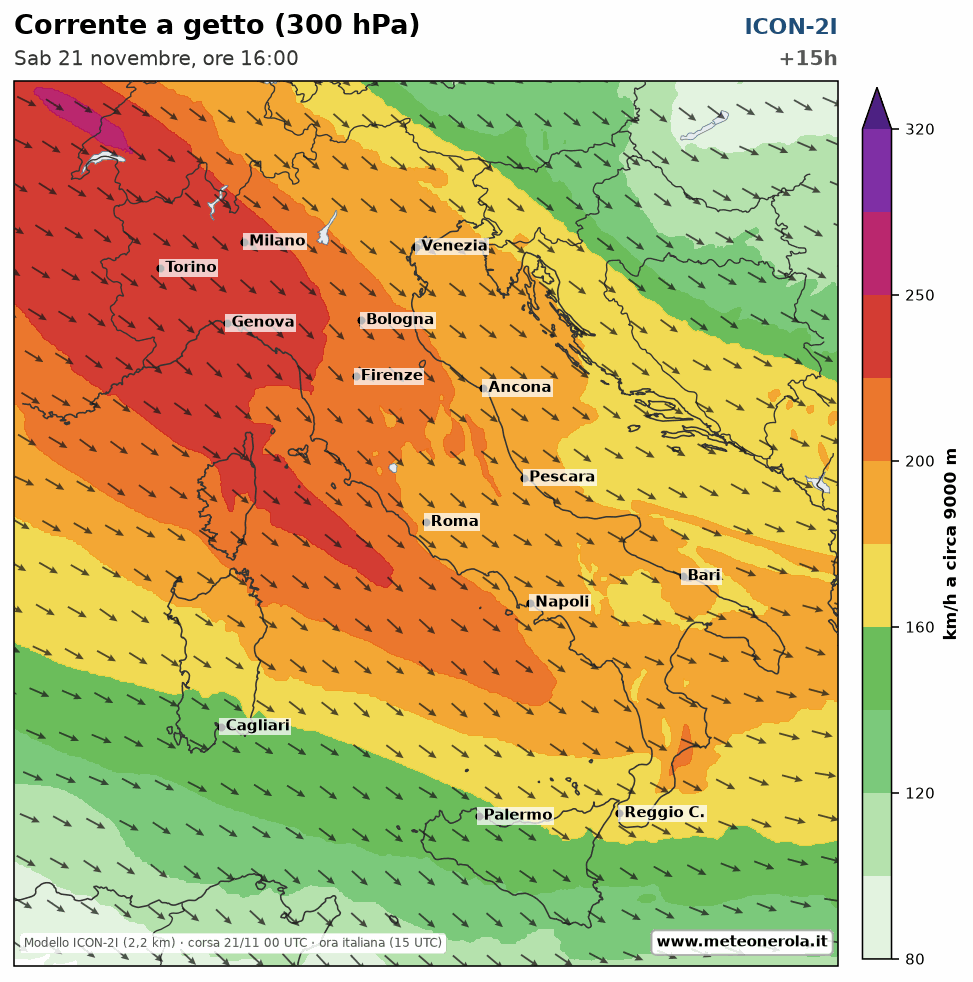 Corrente a getto (300 hPa)
ICON-2I
Sab 21 novembre, ore 16:00
+15h
Milano
Venezia
Torino
Genova
Bologna
Firenze
Ancona
Pescara
Roma
Bari
Napoli
Cagliari
Palermo
Reggio C.
320
250
200
160
120
80
km/h a circa 9000 m
Modello ICON-2I (2,2 km) · corsa 21/11 00 UTC · ora italiana (15 UTC)
www.meteonerola.it